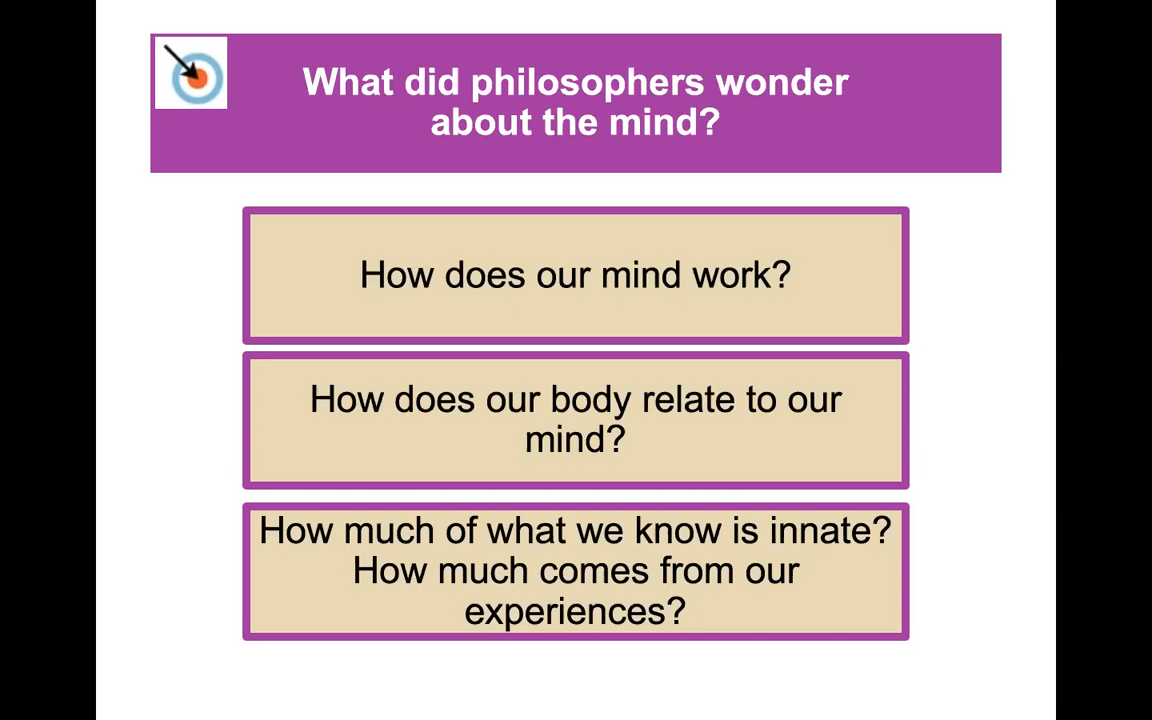 What did philosophers wonder
about the mind?
How does our mind work?
How does our body relate to our
mind?
How much of what we know is innate?
How much comes from our
experiences?